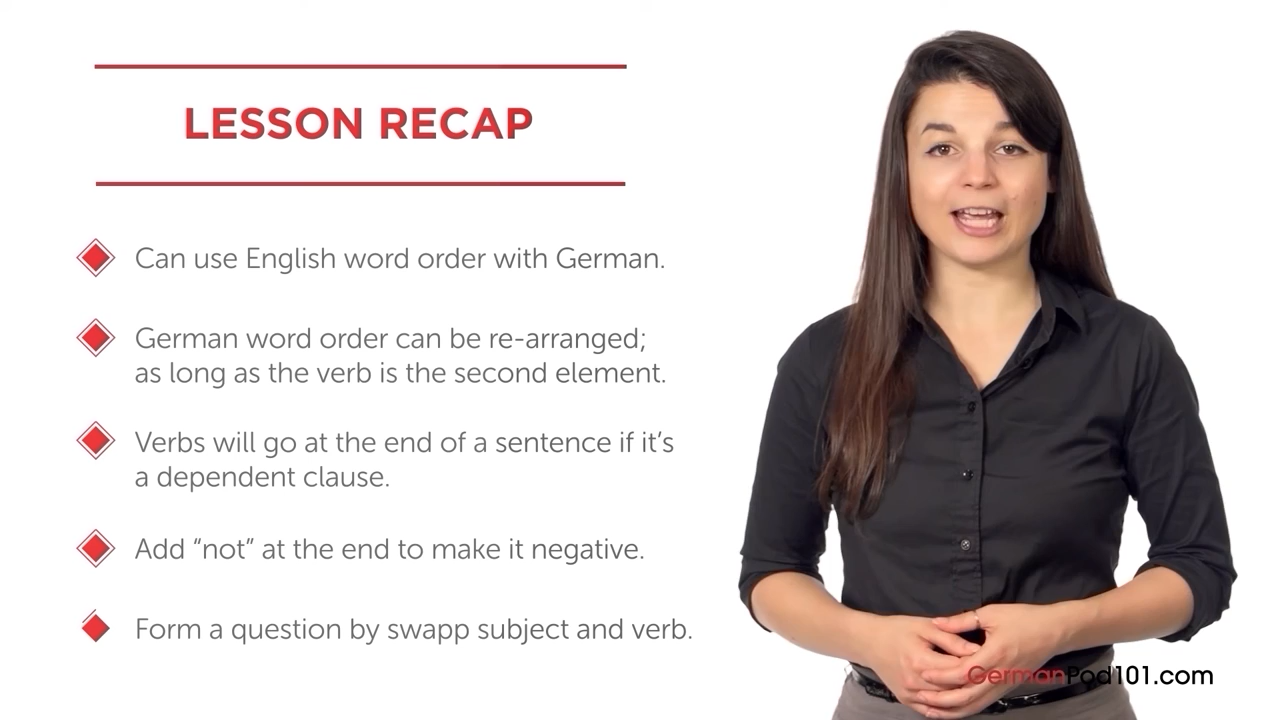 LESSON RECAP
Can use English word order with German.
German word order can be re-arranged;
as long as the verb is the second element.
Verbs will go at the end of a sentence if it's
a dependent clause.
Add "not" at the end to make it negative.
Form a question by swapp subject and verb.
GermanPod101.com